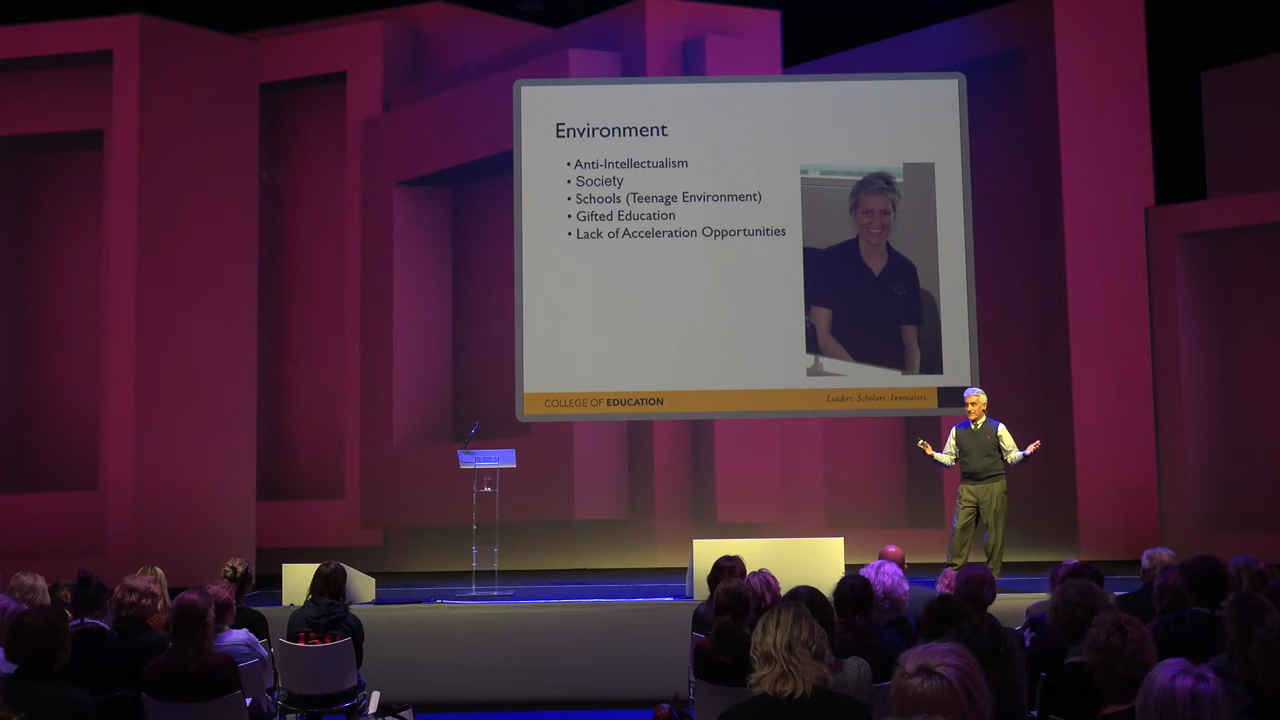 Environment
• Anti-Intellectualism
• Society
• Schools (Teenage Environment)
• Gifted Education
• Lack of Acceleration Opportunities
COLLEGE OF EDUCATION
Leaders. Scholars. Innovators.